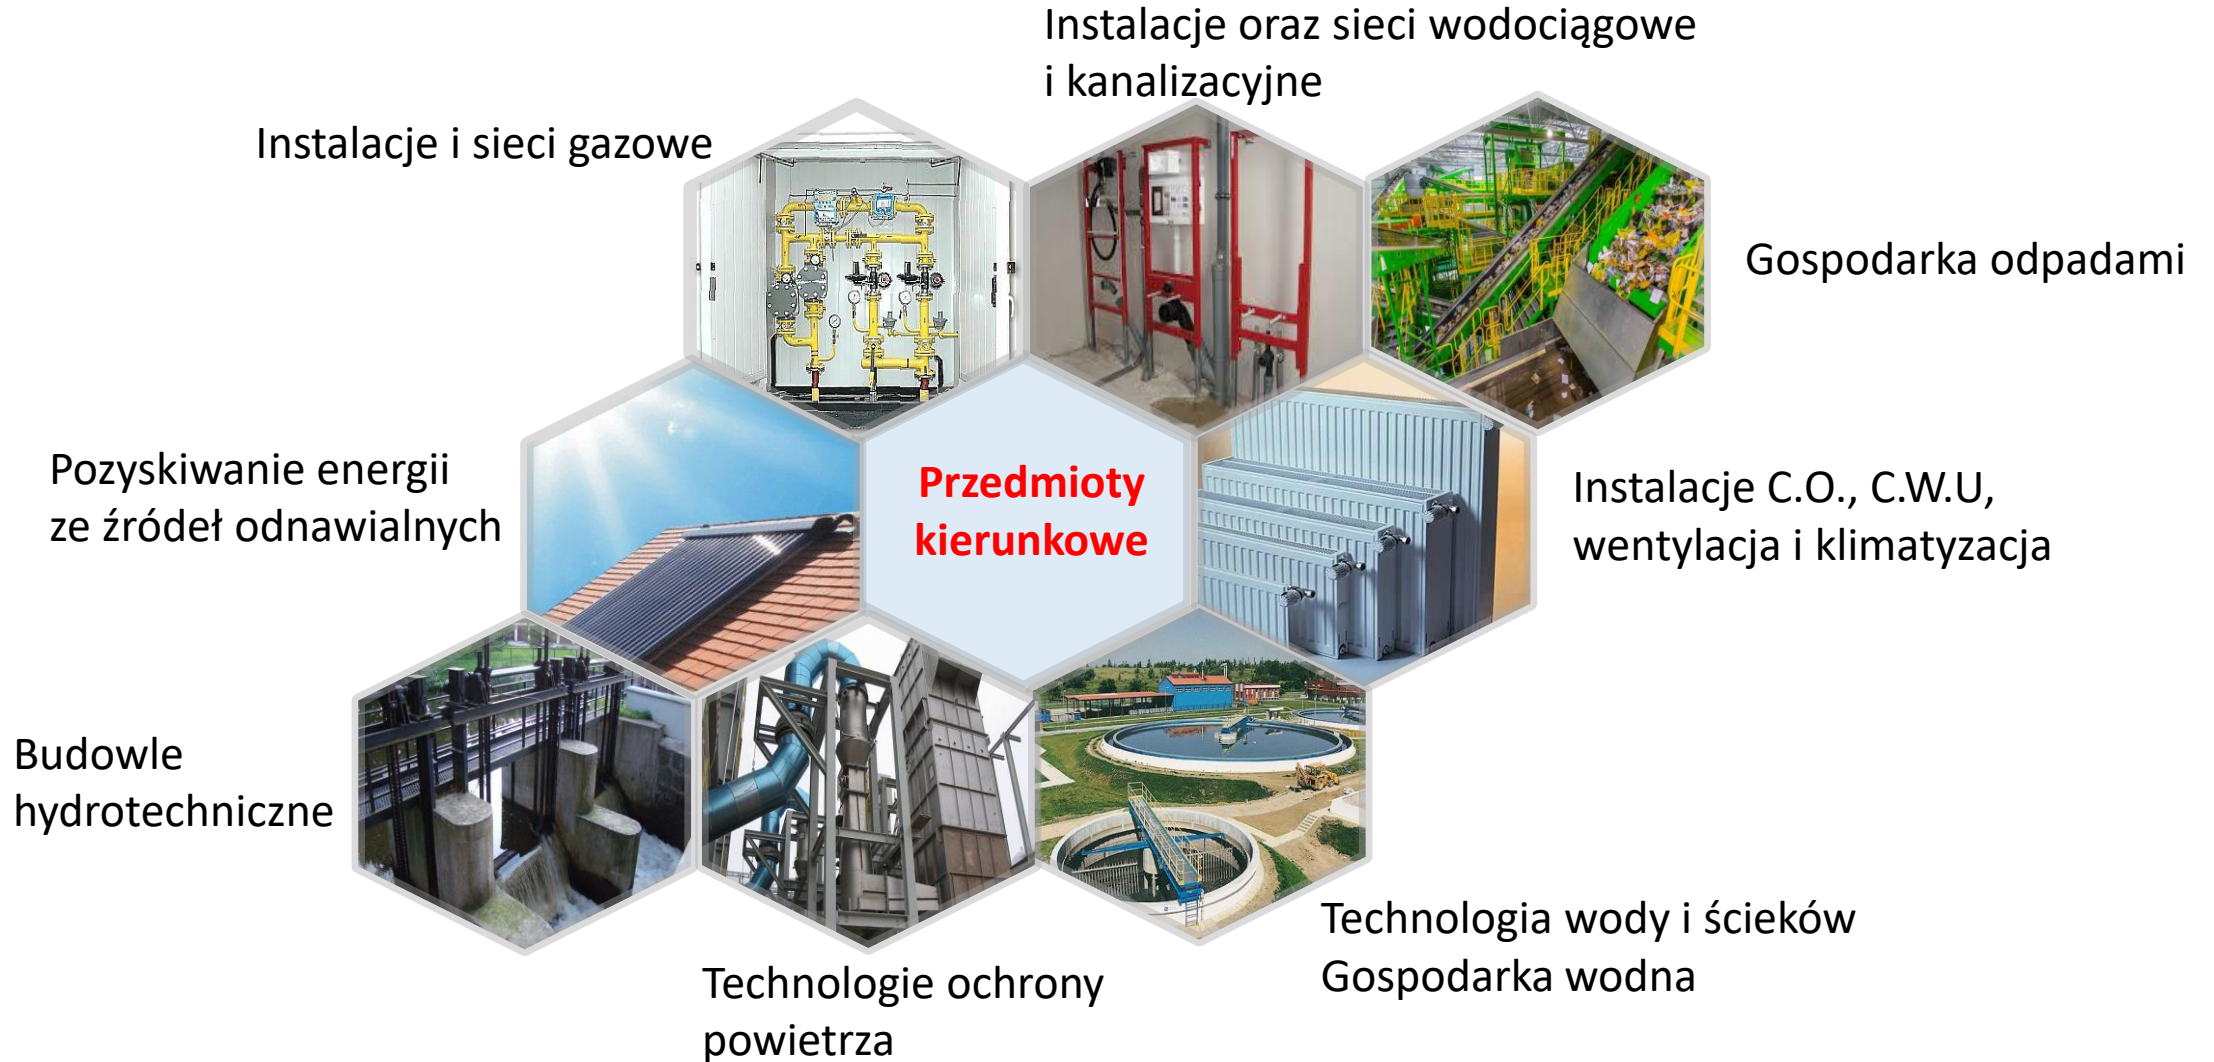 Instalacje oraz sieci wodociągowe
i kanalizacyjne
Instalacje i sieci gazowe
Gospodarka odpadami
Pozyskiwanie energii
ze źródeł odnawialnych
Przedmioty
kierunkowe
Instalacje C.O., C.W.U,
wentylacja i klimatyzacja
Budowle
hydrotechniczne
Technologia wody i ścieków
Gospodarka wodna
Technologie ochrony
powietrza